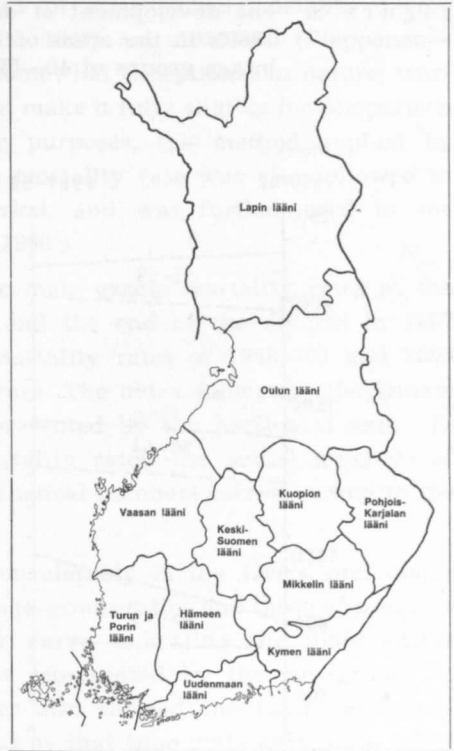 Lapin lääni
Oulun lääni
Vaasan lääni
Kuopion
lääni
Pohjois-
Karjalan
lääni
Keski-
Suomen
lääni
Mikkelin lääni
Turun ja
Porin
lääni
Hämeen
lääni
Kymen lääni
Uudenmaan
lääni